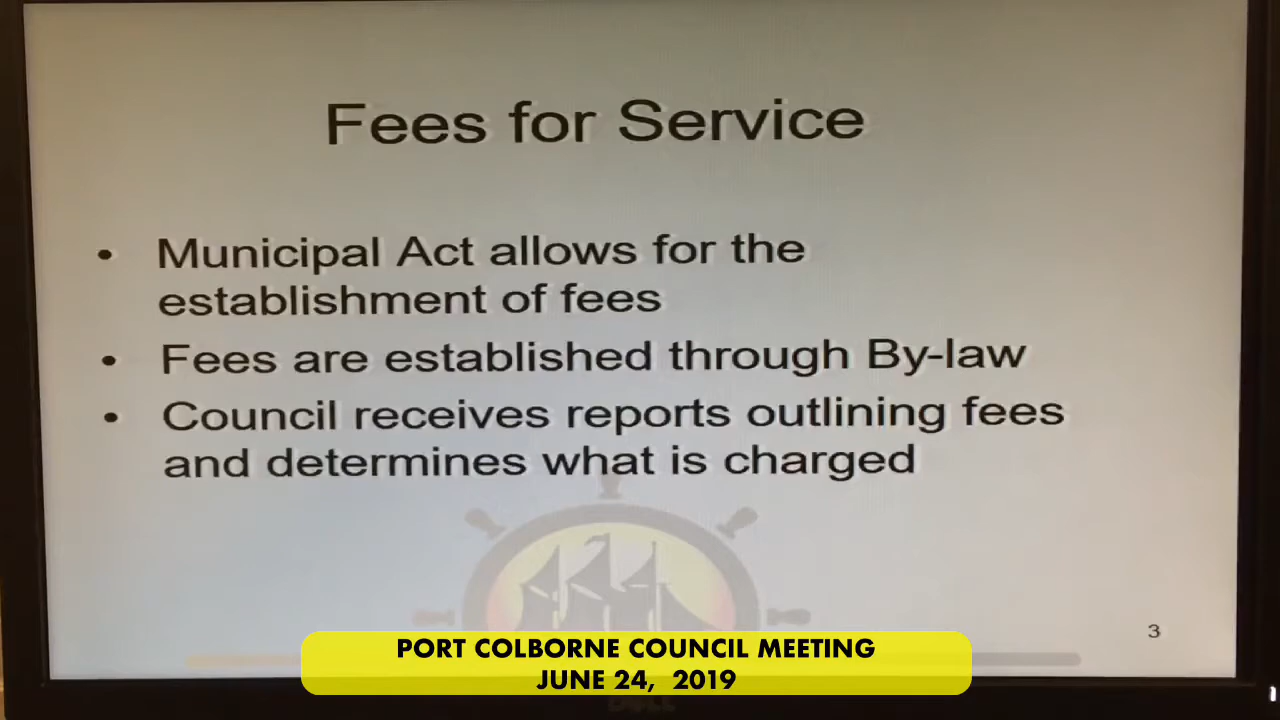 Fees for Service
• Municipal Act allows for the
establishment of fees
• Fees are established through By-law
• Council receives reports outlining fees
and determines what is charged
3
PORT COLBORNE COUNCIL MEETING
JUNE 24, 2019
DELL